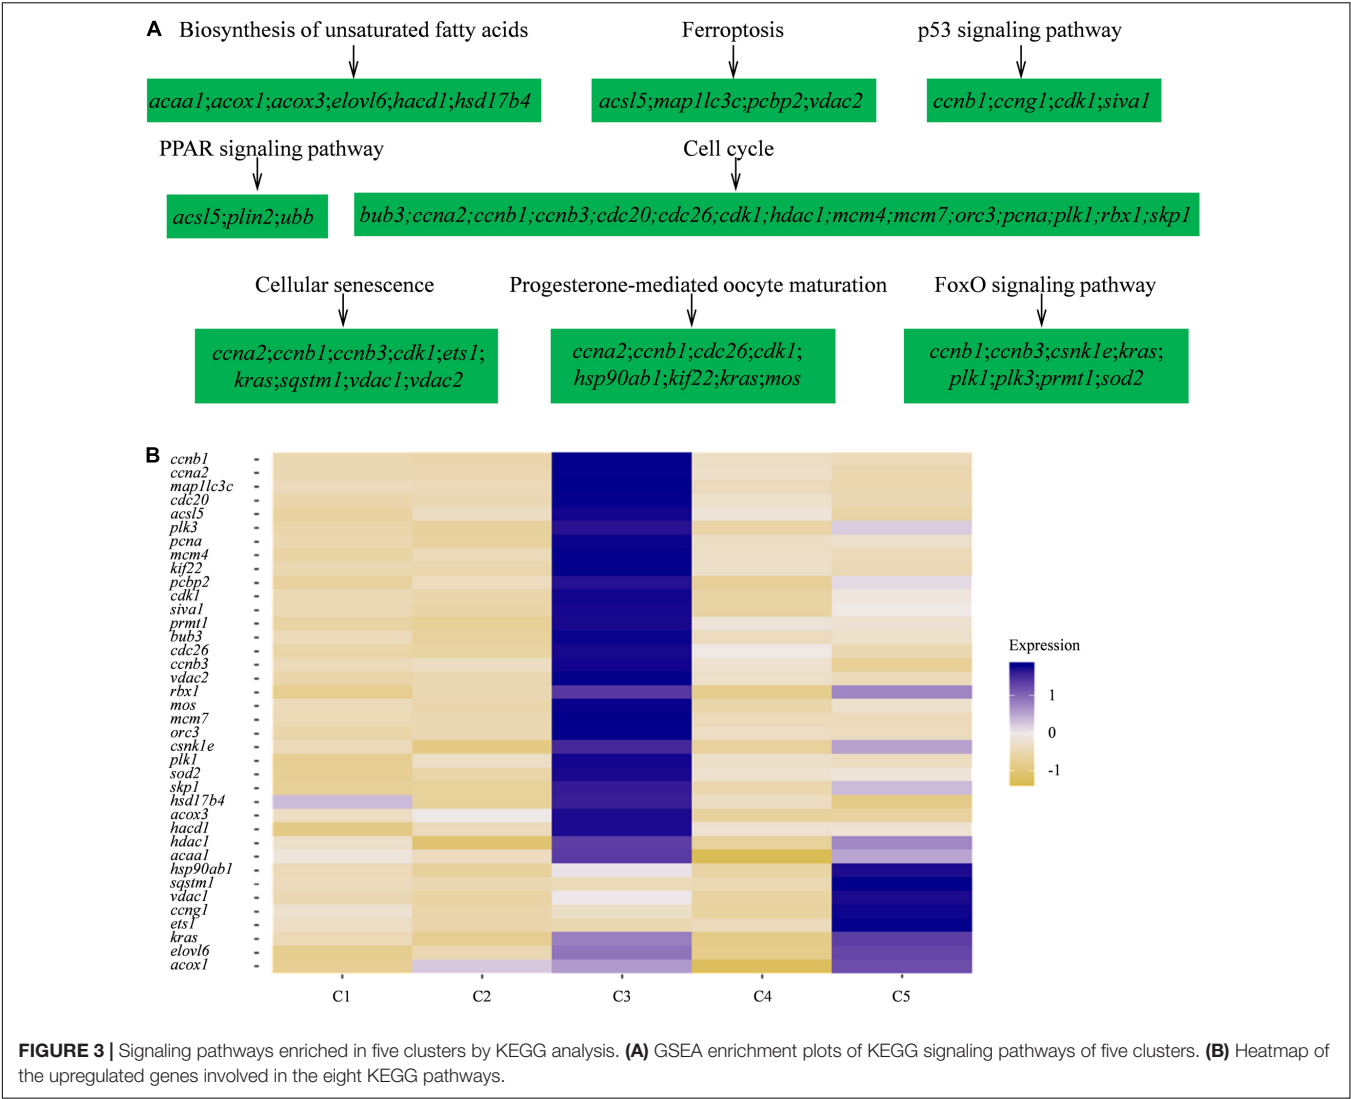 A Biosynthesis of unsaturated fatty acids Ferroptosis p53 signaling pathway
acaa1;acox1;acox3;elovl6;hacd1;hsd17b4 acsl5;map1lc3c;pcbp2;vdac2 ccnb1;ccng1;cdk1;siva1
PPAR signaling pathway Cell cycle
acsl5;plin2;ubb bub3;ccna2;ccnb1;ccnb3;cdc20;cdc26;cdk1;hdac1;mcm4;mcm7;orc3;pcna;plk1;rbx1;skp1
Cellular senescence Progesterone-mediated oocyte maturation FoxO signaling pathway
ccna2;ccnb1;ccnb3;cdk1;ets1;
kras;sqstm1;vdac1;vdac2
ccna2;ccnb1;cdc26;cdk1;
hsp90ab1;kif22;kras;mos
ccnb1;ccnb3;csnk1e;kras;
plk1;plk3;prmt1;sod2
B
ccnb1
ccna2
map1lc3c
cdc20
acsl5
plk3
pcna
mcm4
kif22
pcbp2
cdk1
siva1
prmt1
bub3
cdc26
ccnb3
vdac2
rbx1
mos
mcm7
orc3
csnk1e
plk1
sod2
skp1
hsd17b4
acox3
hacd1
hdac1
acaa1
hsp90ab1
sqstm1
vdac1
ccng1
ets1
kras
elovl6
acox1
C1 C2 C3 C4 C5
Expression
1
0
-1
FIGURE 3 | Signaling pathways enriched in five clusters by KEGG analysis. (A) GSEA enrichment plots of KEGG signaling pathways of five clusters. (B) Heatmap of
the upregulated genes involved in the eight KEGG pathways.